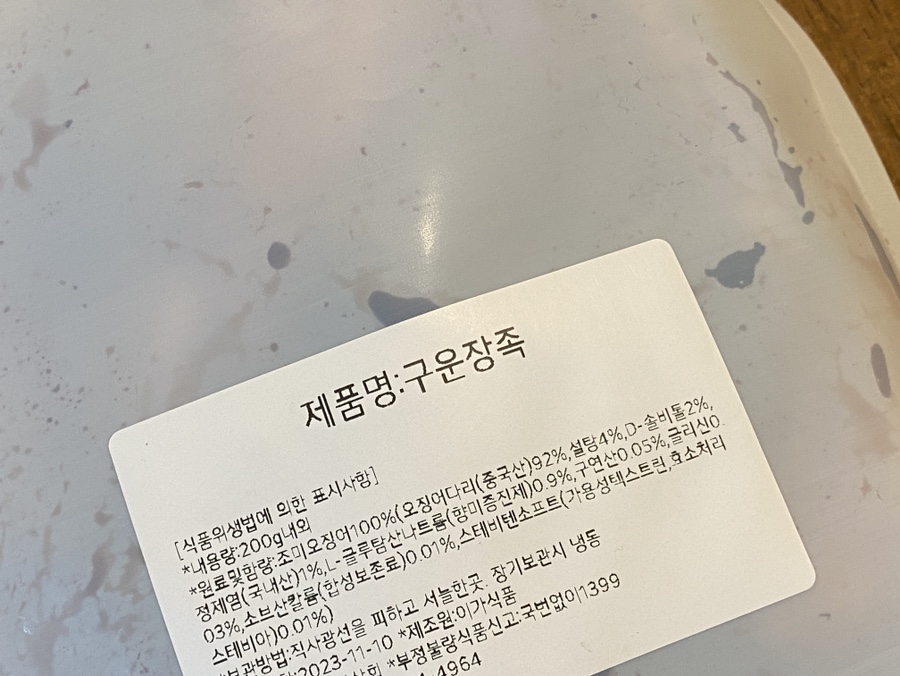 제품명:구운장족
[식품위생법에 의한 표시사항]
*내용량:200g내외
*원료및함량:조미오징어100%(오징어다리(중국산)92%,설탕4%,D-솔비톨2%,
정제염(국내산)1%,L-글루탐산나트륨(향미증진제)0.9%,구연산0.05%,글리신0.
03%,소브산칼륨(합성보존료)0.01%,스테비텐소프트(가용성텍스트린,효소처리
스테비아)0.01%)
보관방법:직사광선을 피하고 서늘한곳. 장기보관시 냉동
:2023-11-10 *제조원:이가식품
*부정불량식품신고:국번없이1399
4964